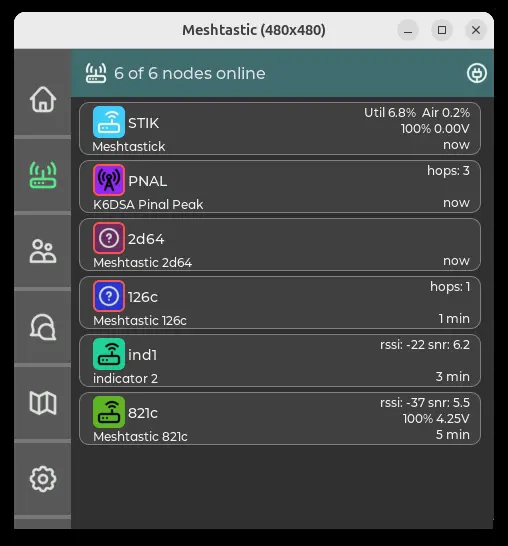 Meshtastic (480x480)
6 of 6 nodes online
STIK
Util 6.8% Air 0.2%
100% 0.00V
Meshtastick
now
PNAL
hops: 3
K6DSA Pinal Peak
now
2d64
Meshtastic 2d64
now
126c
hops: 1
Meshtastic 126c
1 min
ind1
rssi: -22 snr: 6.2
indicator 2
3 min
821c
rssi: -37 snr: 5.5
100% 4.25V
Meshtastic 821c
5 min